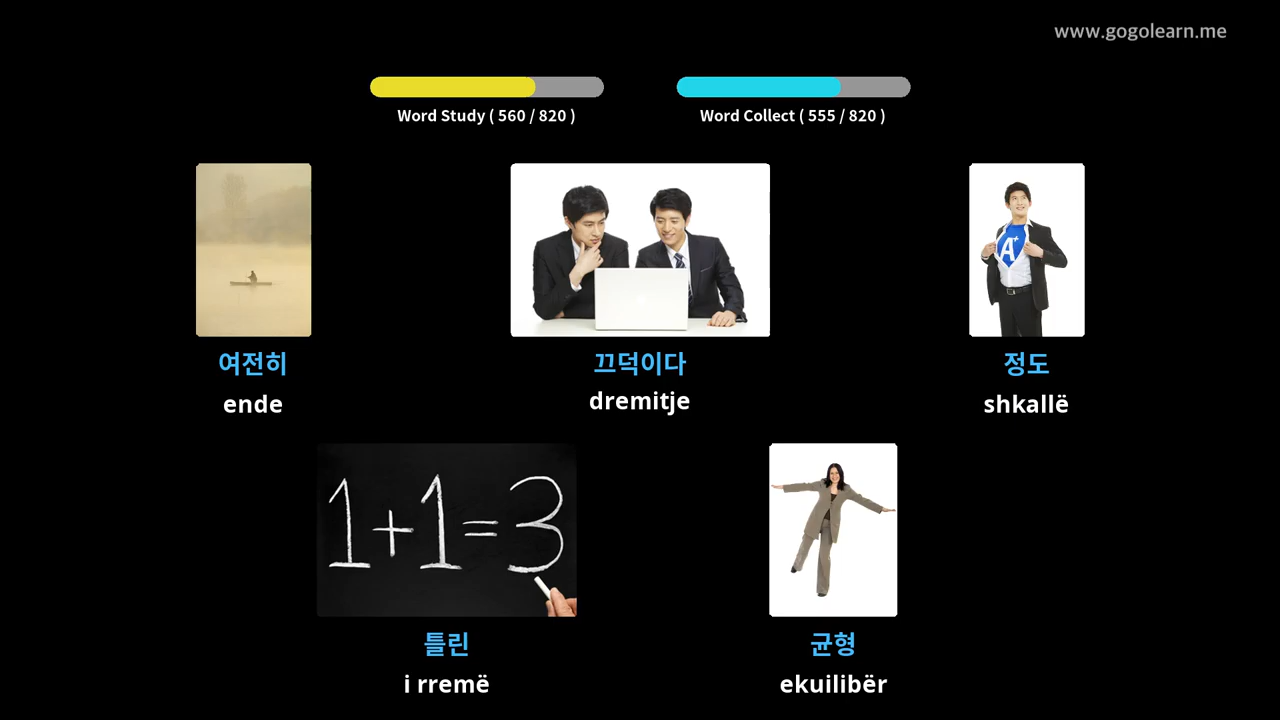 www.gogolearn.me
Word Study ( 560 / 820 )
Word Collect ( 555 / 820 )
A+
여전히
끄덕이다
정도
ende
dremitje
shkallë
1+1=3
틀린
균형
i rremë
ekuilibër